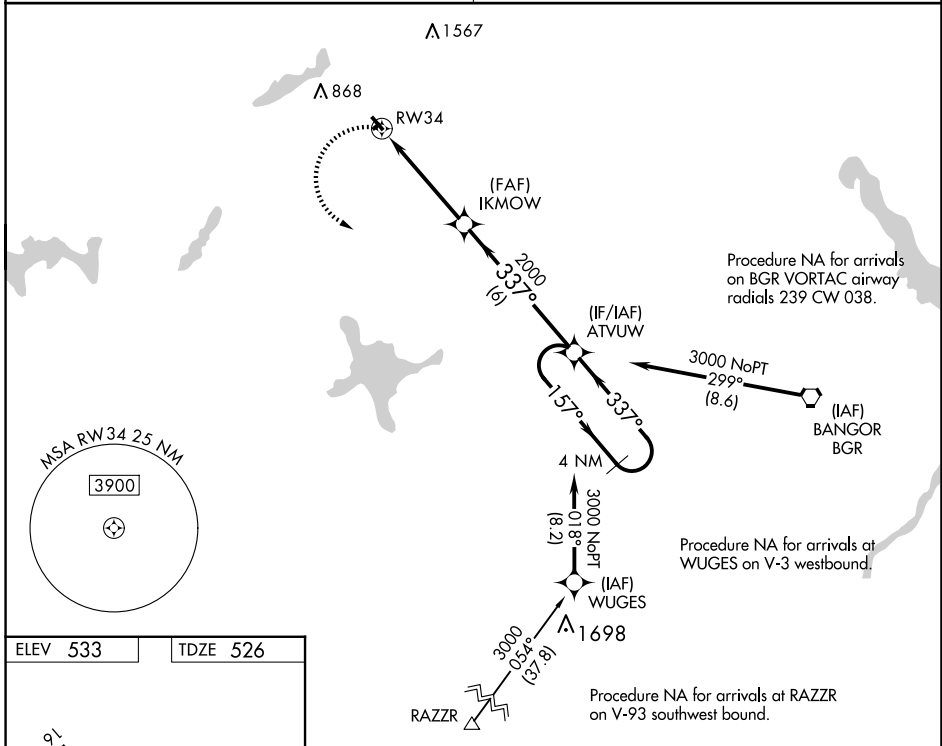 1567
868
RW34
(FAF)
IKMOW
2000
337°
(6)
Procedure NA for arrivals
on BGR VORTAC airway
radials 239 CW 038.
(IF/IAF)
ATVUW
3000 NoPT
299°
(8.6)
(IAF)
BANGOR
BGR
157°
337°
4 NM
MSA RW34 25 NM
3900
3000 NoPT
018°
(8.2)
Procedure NA for arrivals at
WUGES on V-3 westbound.
(IAF)
WUGES
1698
3000
054°
(37.8)
RAZZR
Procedure NA for arrivals at RAZZR
on V-93 southwest bound.
ELEV 533
TDZE 526
16